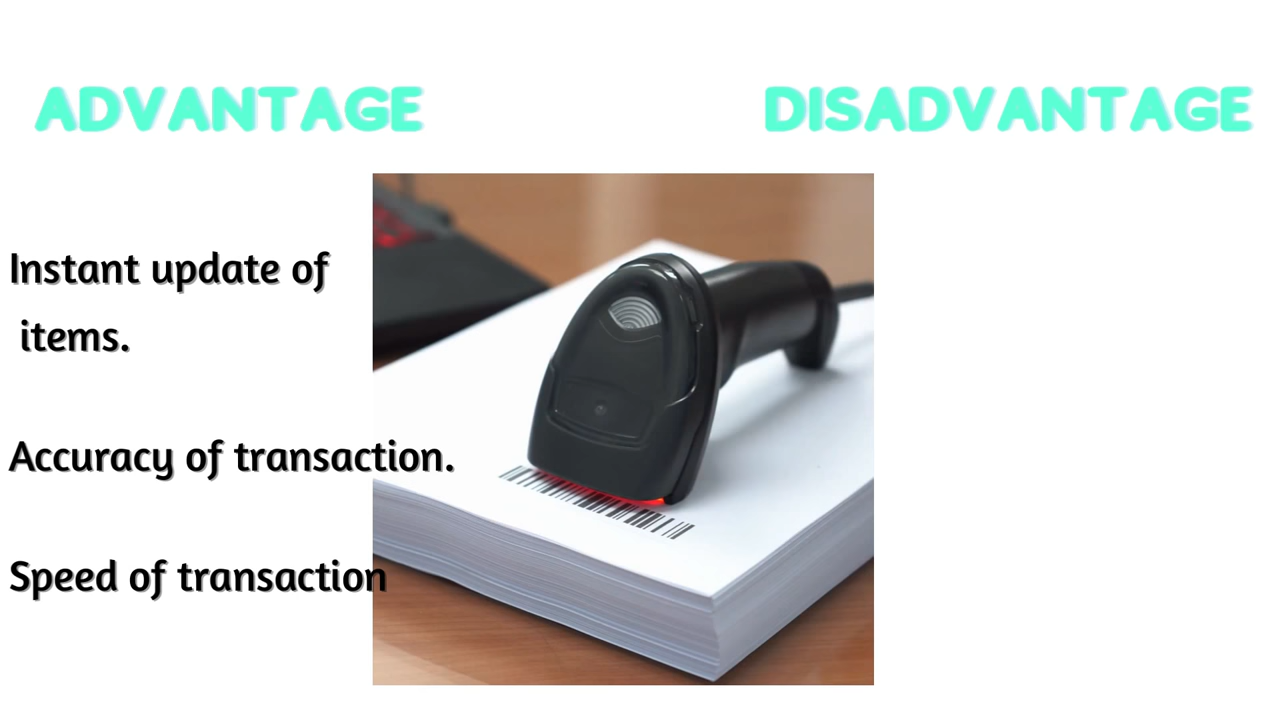 ADVANTAGE
DISADVANTAGE
Instant update of
items.
Accuracy of transaction.
Speed of transaction